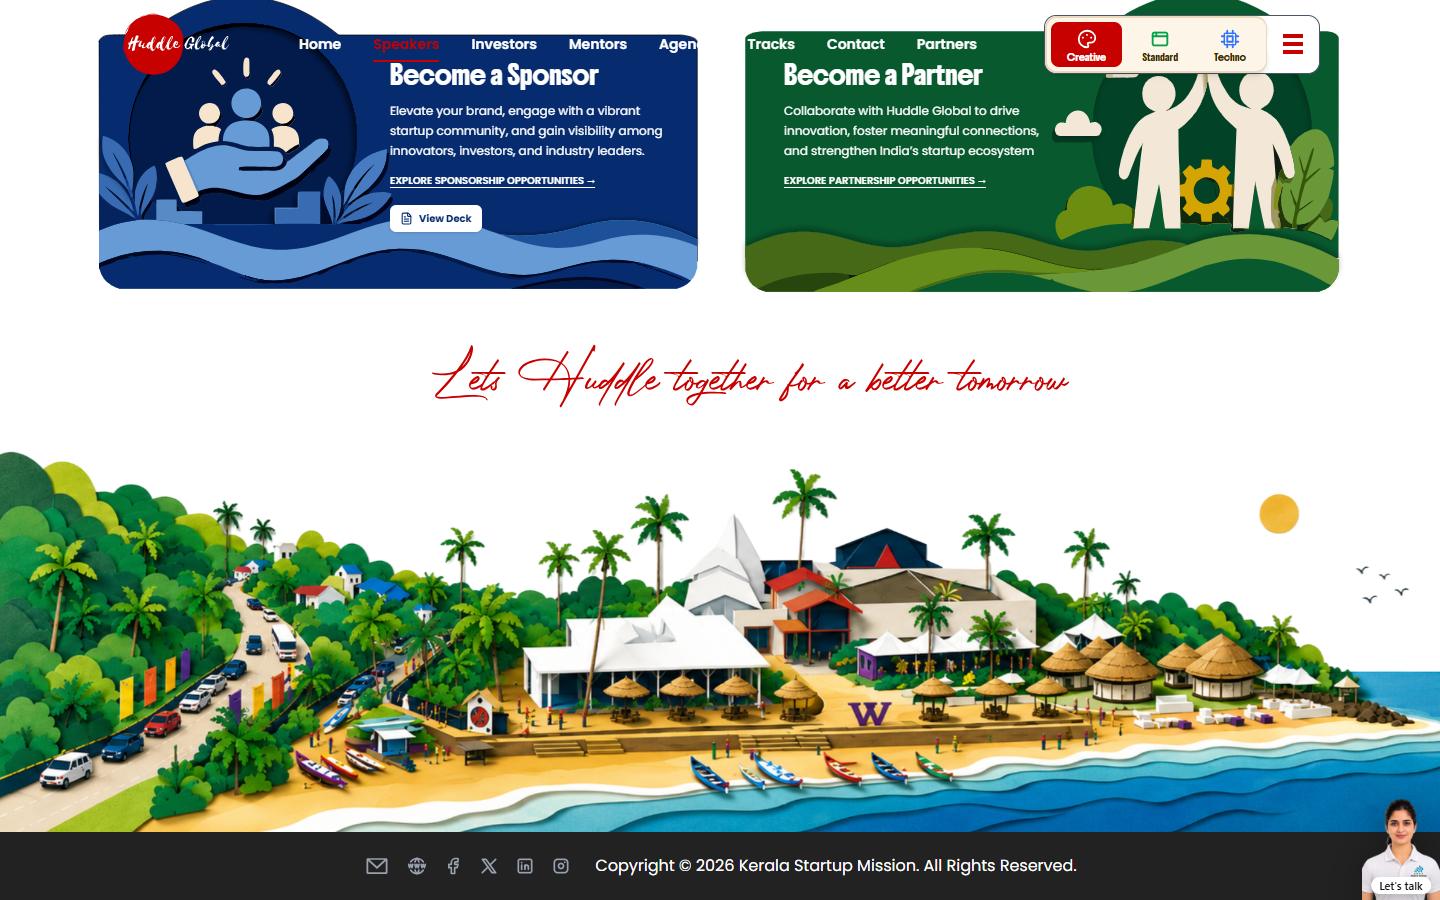 Huddle Global
Home
Speakers
Investors
Mentors
Tracks
Contact
Partners
Creative
Standard
Techno
Become a Sponsor
Elevate your brand, engage with a vibrant
startup community, and gain visibility among
innovators, investors, and industry leaders.
EXPLORE SPONSORSHIP OPPORTUNITIES →
View Deck
Become a Partner
Collaborate with Huddle Global to drive
innovation, foster meaningful connections,
and strengthen India's startup ecosystem
EXPLORE PARTNERSHIP OPPORTUNITIES →
Lets Huddle together for a better tomorrow
W
Copyright © 2026 Kerala Startup Mission. All Rights Reserved.
Let's talk